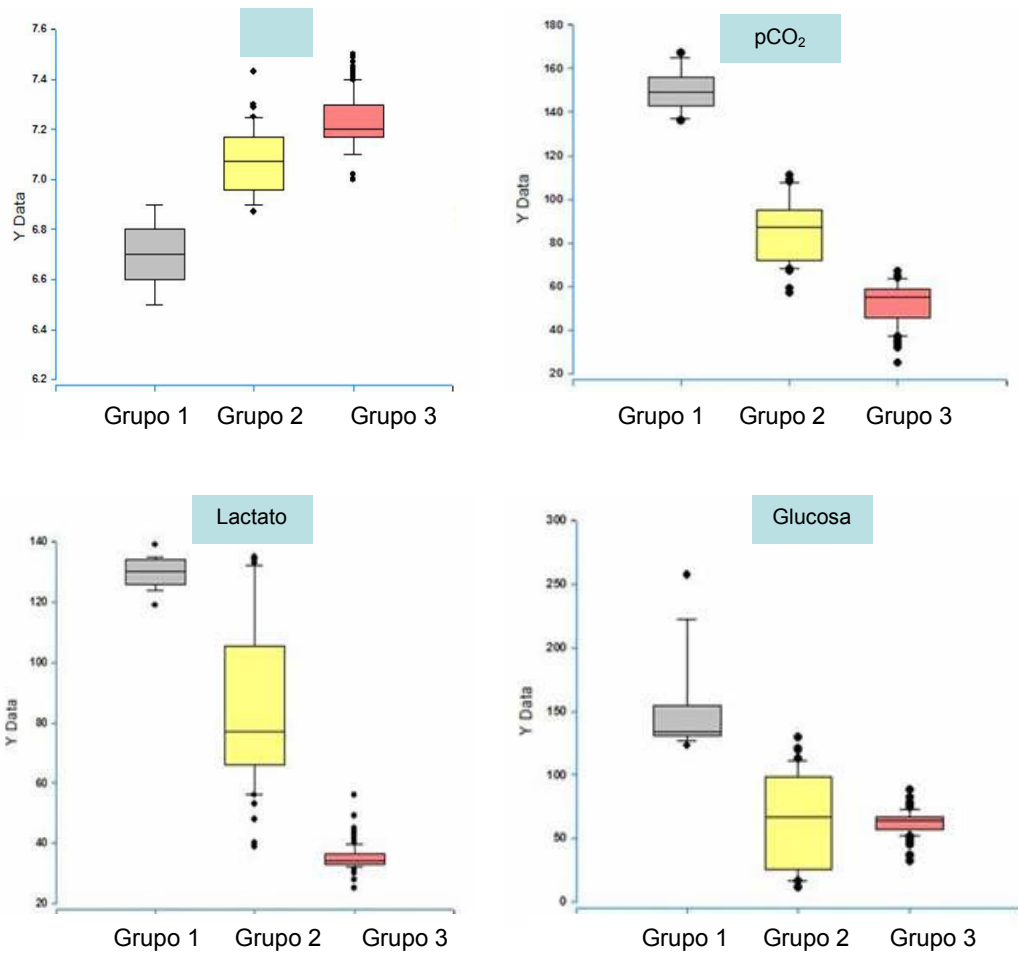 7.6
7.4
7.2
7.0
6.8
6.6
6.4
6.2
Y Data
Grupo 1 Grupo 2 Grupo 3
pCO₂
180
160
140
120
100
80
60
40
20
Y Data
Grupo 1 Grupo 2 Grupo 3
Lactato
140
120
100
80
60
40
20
Y Data
Grupo 1 Grupo 2 Grupo 3
Glucosa
300
250
200
150
100
50
0
Y Data
Grupo 1 Grupo 2 Grupo 3